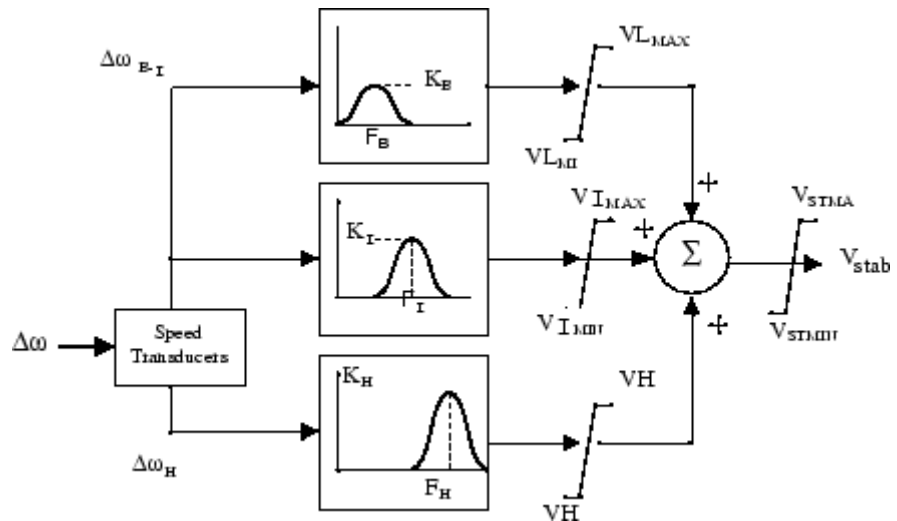 Δω B-I
K_B
F_B
VL_MAX
VL_MI
K_I
F_I
VI_MAX
VI_MIN
+
+
+
Σ
V_STMA
V_STMIN
V_stab
Δω
Speed
Transducers
Δω_H
K_H
F_H
VH
VH